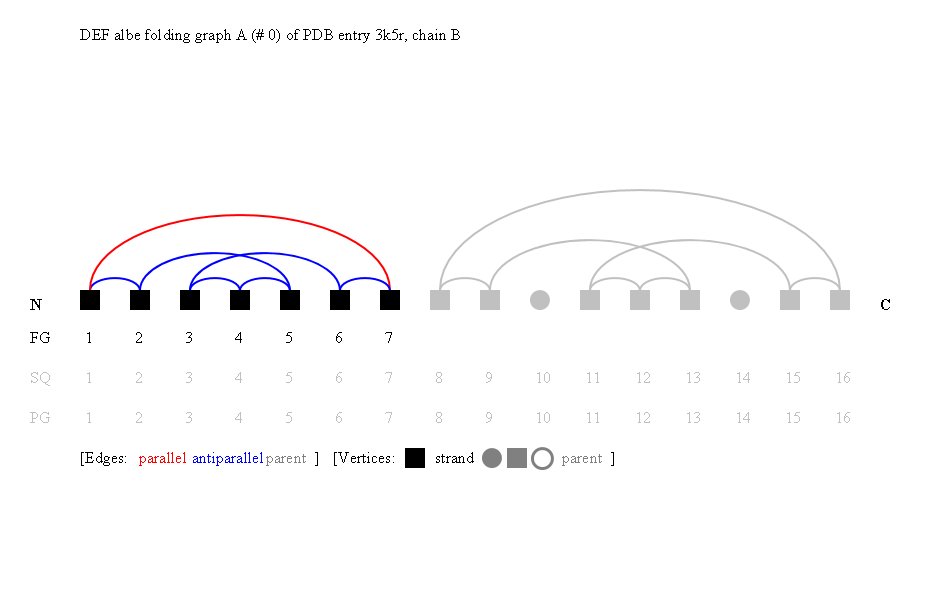 DEF albe folding graph A (# 0) of PDB entry 3k5r, chain B
N C
FG 1 2 3 4 5 6 7
SQ 1 2 3 4 5 6 7 8 9 10 11 12 13 14 15 16
PG 1 2 3 4 5 6 7 8 9 10 11 12 13 14 15 16
[Edges: parallel antiparallel parent ] [Vertices: strand parent ]